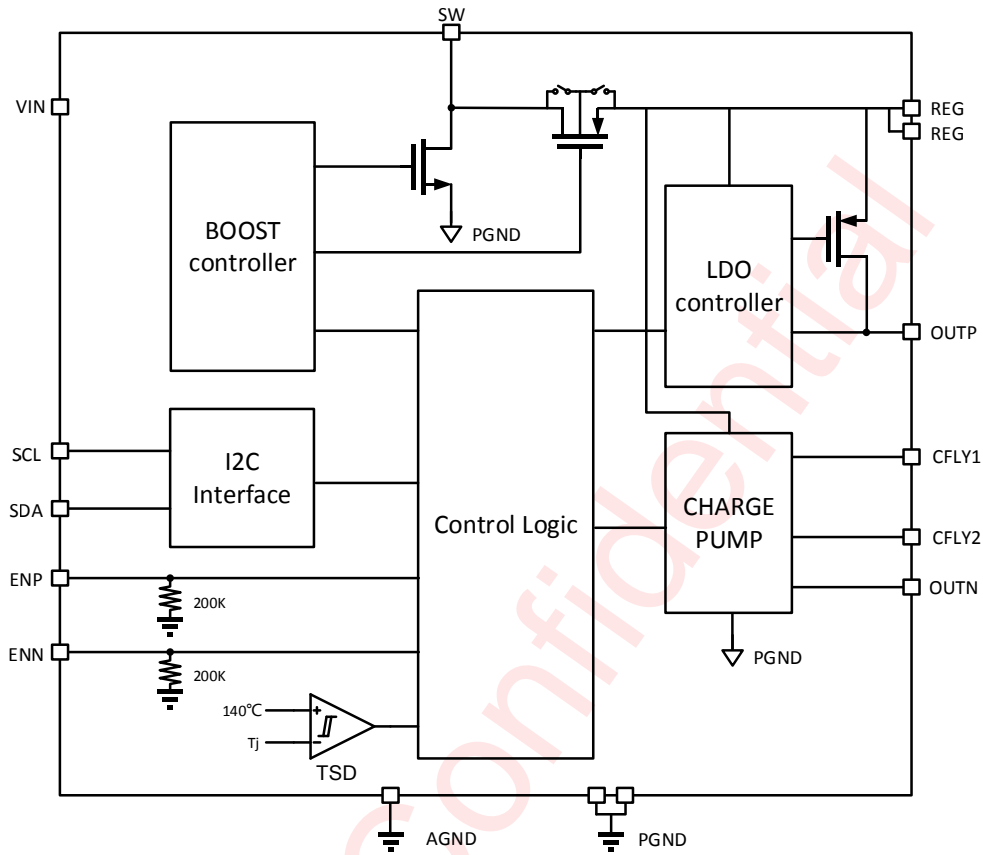 SW
VIN
REG
REG
BOOST
controller
PGND
LDO
controller
OUTP
SCL
I2C
Interface
SDA
Control Logic
CHARGE
PUMP
CFLY1
CFLY2
OUTN
ENP
200K
ENN
200K
PGND
140℃
+
Tj
−
TSD
AGND
PGND
Confidential